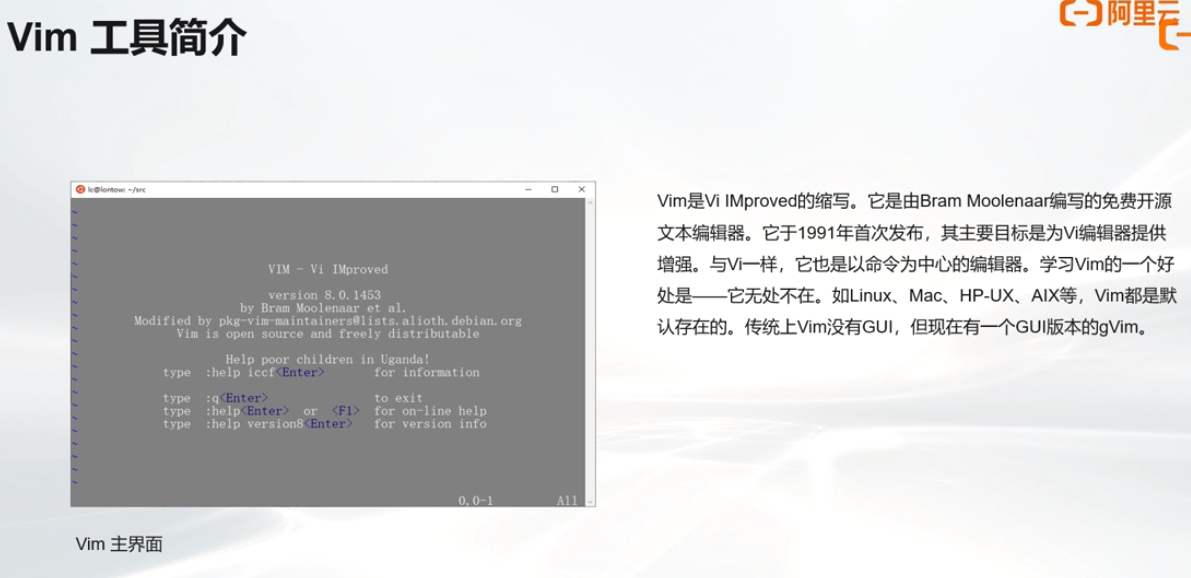 Vim 工具简介
阿里云
lc@lontow: ~/src
VIM - Vi IMproved
version 8.0.1453
by Bram Moolenaar et al.
Modified by pkg-vim-maintainers@lists.alioth.debian.org
Vim is open source and freely distributable
Help poor children in Uganda!
type :help iccf<Enter> for information
type :q<Enter> to exit
type :help<Enter> or <F1> for on-line help
type :help version8<Enter> for version info
0,0-1 All
Vim 主界面
Vim是Vi IMproved的缩写。它是由Bram Moolenaar编写的免费开源
文本编辑器。它于1991年首次发布，其主要目标是为Vi编辑器提供
增强。与Vi一样，它也是以命令为中心的编辑器。学习Vim的一个好
处是——它无处不在。如Linux、Mac、HP-UX、AIX等，Vim都是默
认存在的。传统上Vim没有GUI，但现在有一个GUI版本的gVim。